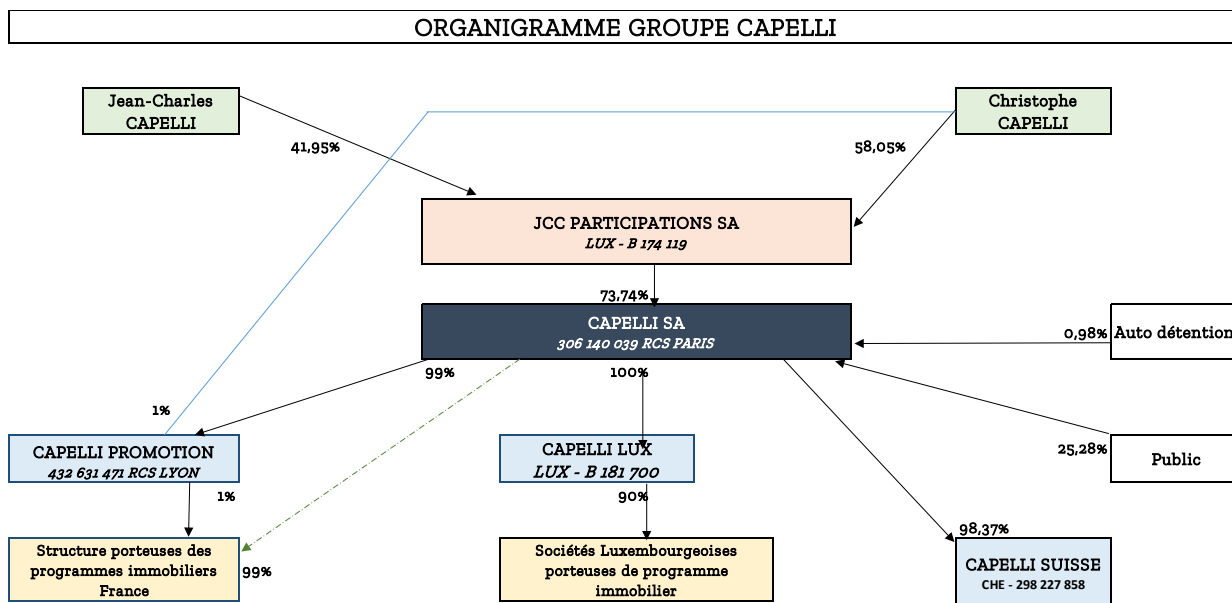 ORGANIGRAMME GROUPE CAPELLI
Jean-Charles
CAPELLI
Christophe
CAPELLI
41,95%
58,05%
JCC PARTICIPATIONS SA
LUX - B 174 119
73,74%
CAPELLI SA
306 140 039 RCS PARIS
0,98%
Auto détention
99%
100%
1%
CAPELLI PROMOTION
432 631 471 RCS LYON
CAPELLI LUX
LUX - B 181 700
25,28%
Public
1%
90%
98,37%
Structure porteuses des
programmes immobiliers
France
99%
Sociétés Luxembourgeoises
porteuses de programme
immobilier
CAPELLI SUISSE
CHE - 298 227 858